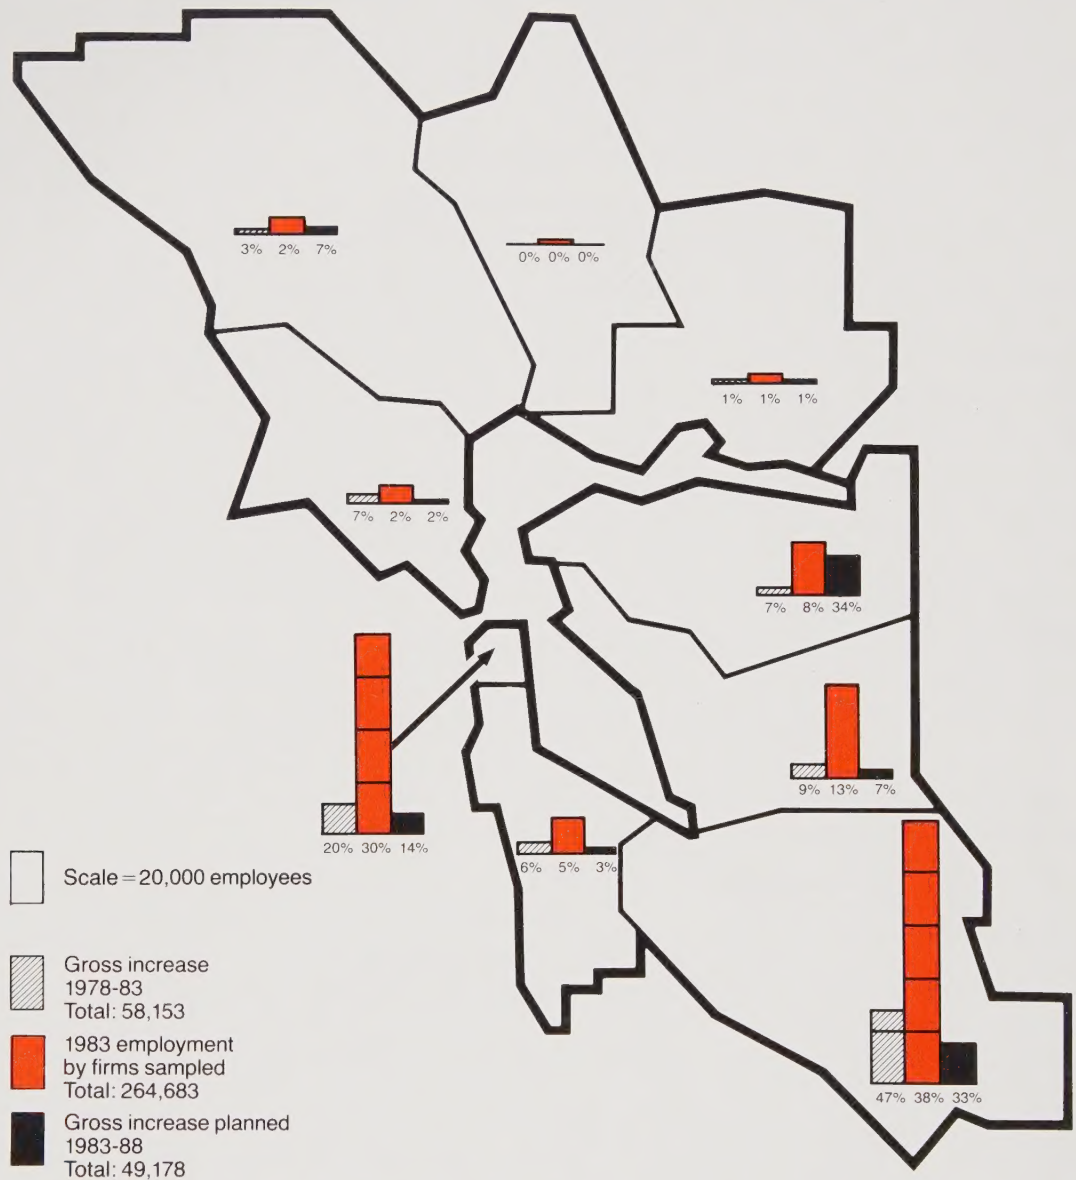 3% 2% 7%
0% 0% 0%
1% 1% 1%
7% 2% 2%
7% 8% 34%
9% 13% 7%
20% 30% 14%
6% 5% 3%
47% 38% 33%
Scale = 20,000 employees
Gross increase
1978-83
Total: 58,153
1983 employment
by firms sampled
Total: 264,683
Gross increase planned
1983-88
Total: 49,178